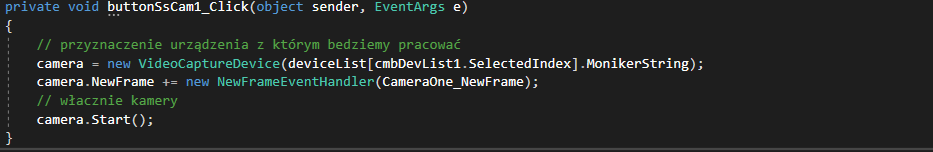 private void buttonSsCam1_Click(object sender, EventArgs e)
{
// przyznaczenie urządzenia z którym bedziemy pracować
camera = new VideoCaptureDevice(deviceList[cmbDevList1.SelectedIndex].MonikerString);
camera.NewFrame += new NewFrameEventHandler(CameraOne_NewFrame);
// włacznie kamery
camera.Start();
}